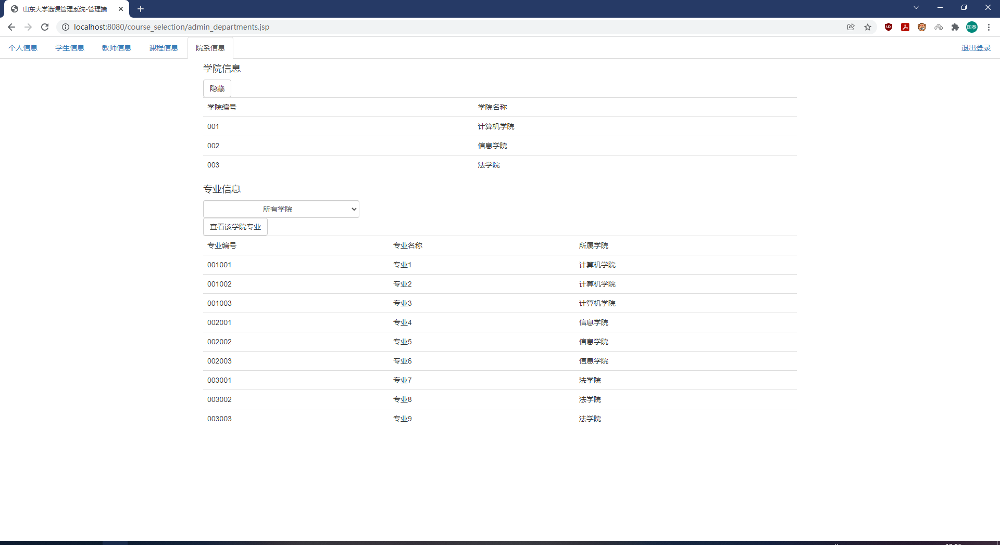 山东大学选课管理系统-管理端
localhost:8080/course_selection/admin_departments.jsp
国泰
个人信息 学生信息 教师信息 课程信息 院系信息 退出登录
学院信息
隐藏
学院编号 学院名称
001 计算机学院
002 信息学院
003 法学院
专业信息
所有学院
查看该学院专业
专业编号 专业名称 所属学院
001001 专业1 计算机学院
001002 专业2 计算机学院
001003 专业3 计算机学院
002001 专业4 信息学院
002002 专业5 信息学院
002003 专业6 信息学院
003001 专业7 法学院
003002 专业8 法学院
003003 专业9 法学院